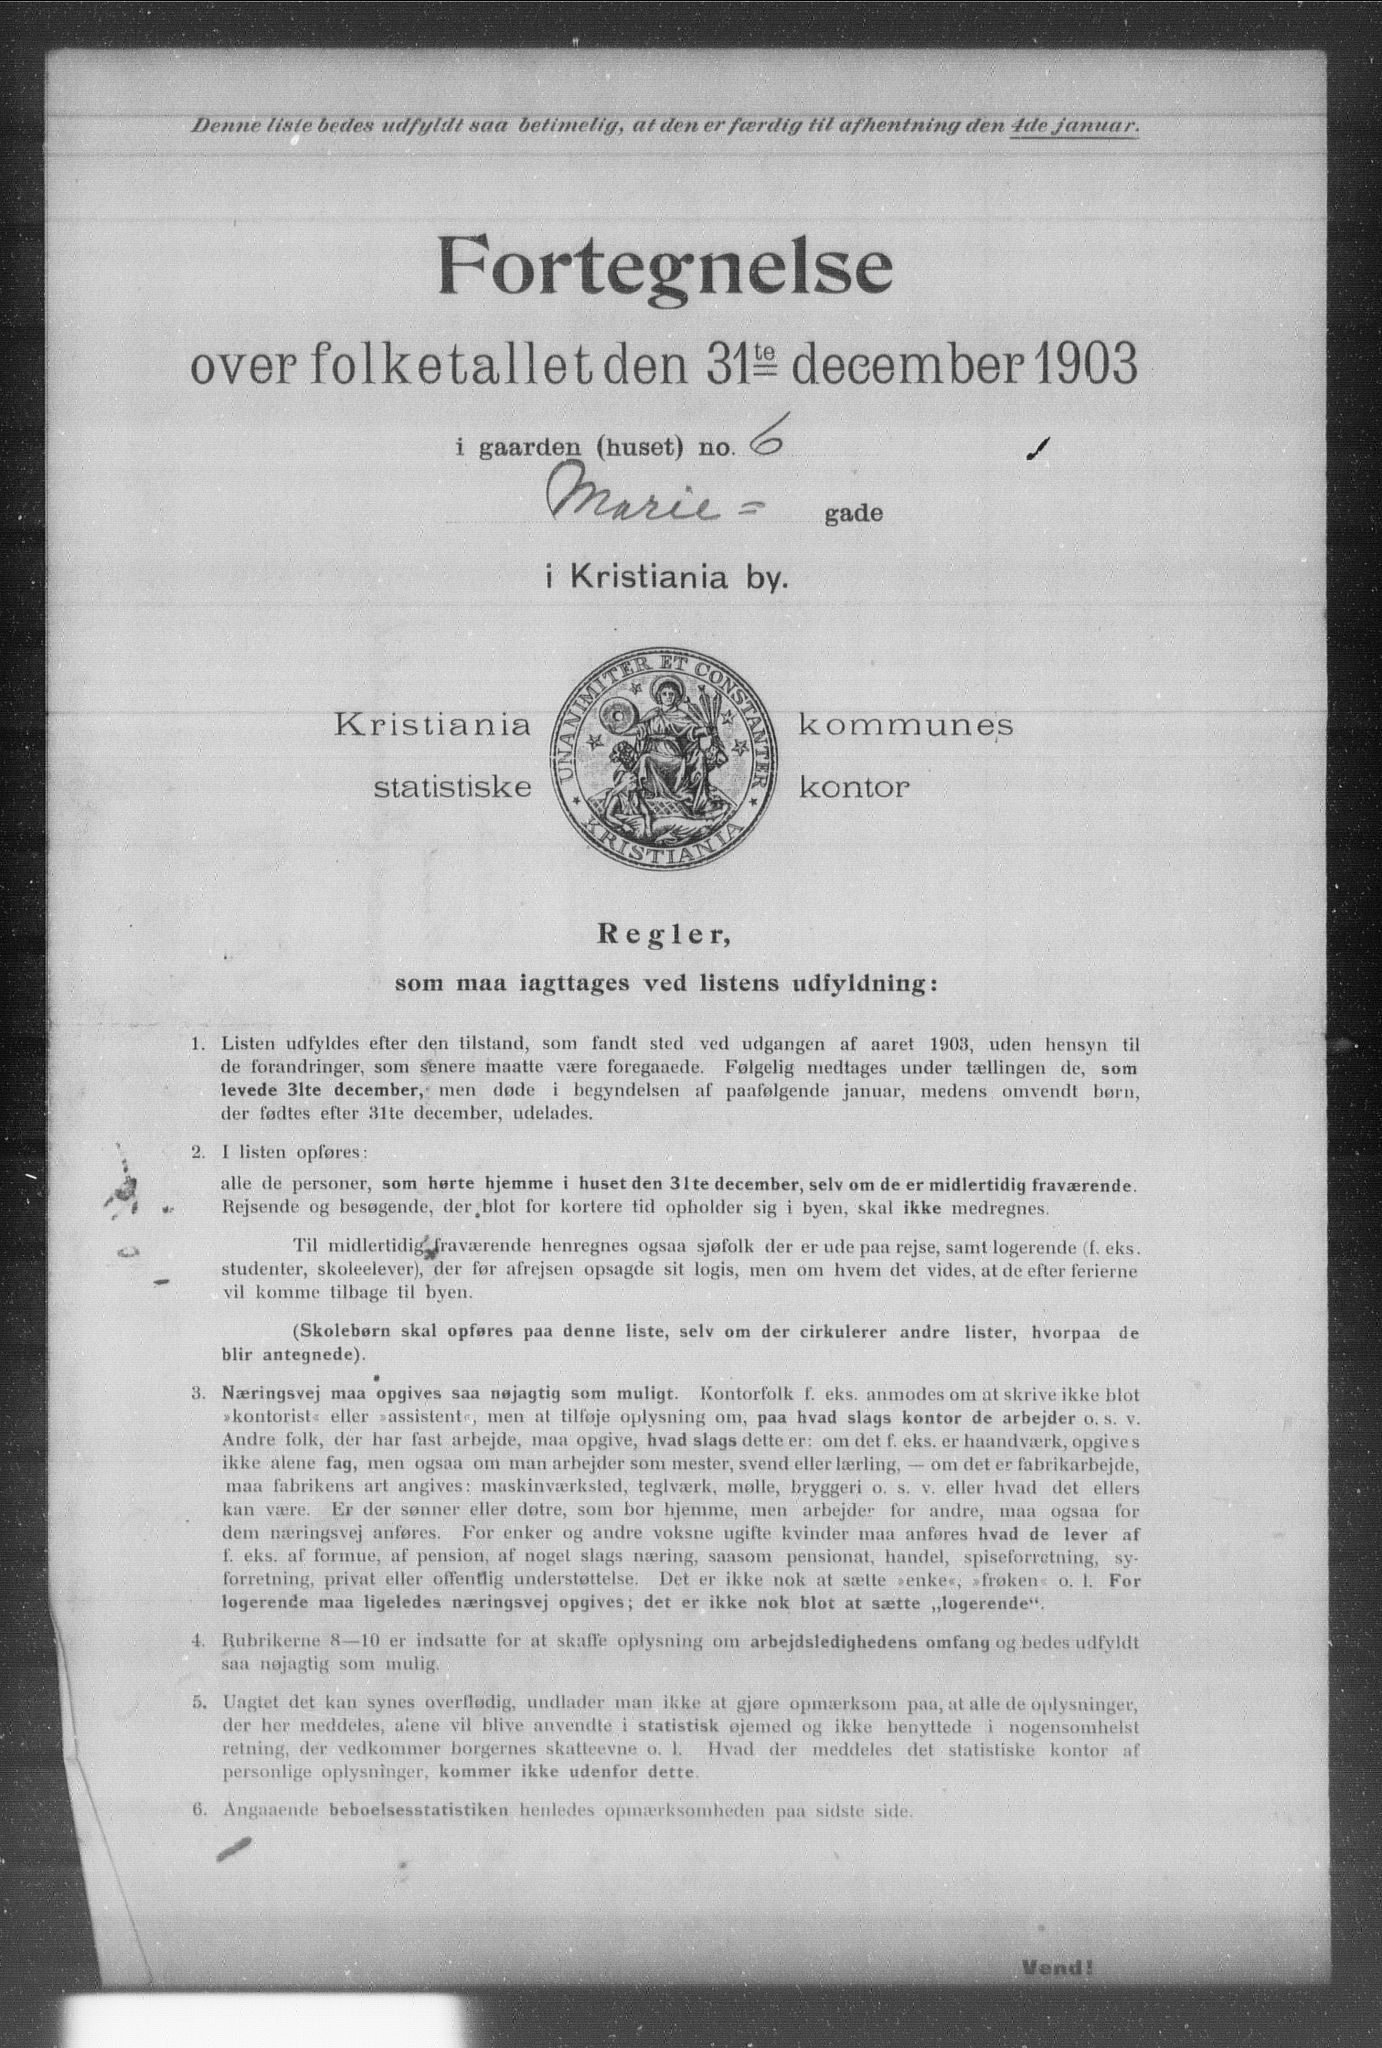 Denne liste bedes udfyldt saa betimelig, at den er færdig til afhentning den 4de januar.
Fortegnelse
over folketallet den 31te december 1903
i gaarden (huset) no. 6
Marie= gade
i Kristiania by.
UNANIMITER ET CONSTANTER
KRISTIANIA
Kristiania kommunes
statistiske kontor
Regler,
som maa iagttages ved listens udfyldning:
1. Listen udfyldes efter den tilstand, som fandt sted ved udgangen af aaret 1903, uden hensyn til
de forandringer, som senere maatte være foregaaede. Følgelig medtages under tællingen de, som
levede 31te december, men døde i begyndelsen af paafølgende januar, medens omvendt børn,
der fødtes efter 31te december, udelades.
2. I listen opføres:
alle de personer, som hørte hjemme i huset den 31te december, selv om de er midlertidig fraværende.
Rejsende og besøgende, der blot for kortere tid opholder sig i byen, skal ikke medregnes.
Til midlertidig fraværende henregnes ogsaa sjøfolk der er ude paa rejse, samt logerende (f. eks.
studenter, skoleelever), der før afrejsen opsagde sit logis, men om hvem det vides, at de efter ferierne
vil komme tilbage til byen.
(Skolebørn skal opføres paa denne liste, selv om der cirkulerer andre lister, hvorpaa de
blir antegnede).
3. Næringsvej maa opgives saa nøjagtig som muligt. Kontorfolk f. eks. anmodes om at skrive ikke blot
»kontorist« eller »assistent«, men at tilføje oplysning om, paa hvad slags kontor de arbejder o. s. v.
Andre folk, der har fast arbejde, maa opgive, hvad slags dette er: om det f. eks. er haandværk, opgives
ikke alene fag, men ogsaa om man arbejder som mester, svend eller lærling, — om det er fabrikarbejde,
maa fabrikens art angives: maskinværksted, teglværk, mølle, bryggeri o. s. v. eller hvad det ellers
kan være. Er der sønner eller døtre, som bor hjemme, men arbejder for andre, maa ogsaa for
dem næringsvej anføres. For enker og andre voksne ugifte kvinder maa anføres hvad de lever af
f. eks. af formue, af pension, af noget slags næring, saasom pensionat, handel, spiseforretning, sy-
forretning, privat eller offentlig understøttelse. Det er ikke nok at sætte »enke«, »frøken« o. l. For
logerende maa ligeledes næringsvej opgives; det er ikke nok blot at sætte „logerende“.
4. Rubrikerne 8—10 er indsatte for at skaffe oplysning om arbejdsledighedens omfang og bedes udfyldt
saa nøjagtig som mulig.
5. Uagtet det kan synes overflødig, undlader man ikke at gjøre opmærksom paa, at alle de oplysninger,
der her meddeles, alene vil blive anvendte i statistisk øjemed og ikke benyttede i nogensomhelst
retning, der vedkommer borgernes skatteevne o. l. Hvad der meddeles det statistiske kontor af
personlige oplysninger, kommer ikke udenfor dette.
6. Angaaende beboelsesstatistiken henledes opmærksomheden paa sidste side.
Vend!